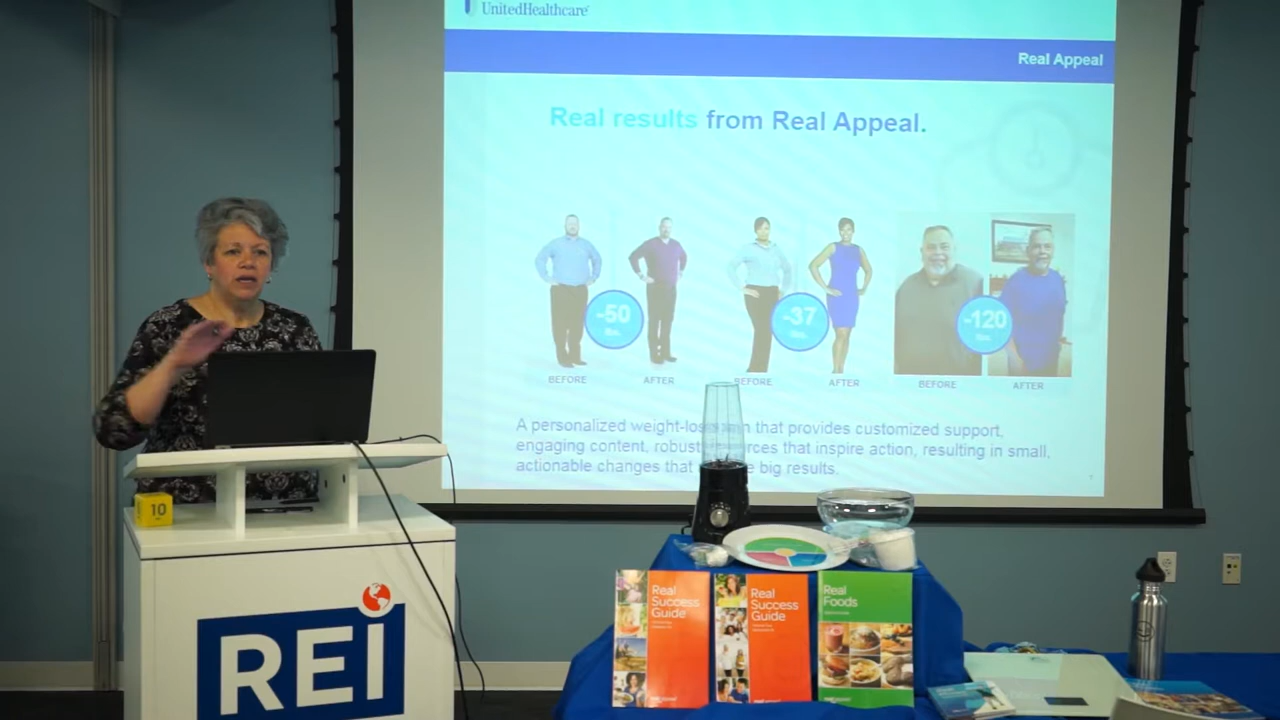 UnitedHealthcare
Real Appeal
Real results from Real Appeal.
-50
lbs.
-37
lbs.
-120
lbs.
BEFORE
AFTER
BEFORE
AFTER
BEFORE
AFTER
A personalized weight-loss that provides customized support,
engaging content, robust that inspire action, resulting in small,
actionable changes that big results.
10
REI
Real
Success
Guide
Real
Success
Guide
Real
Foods